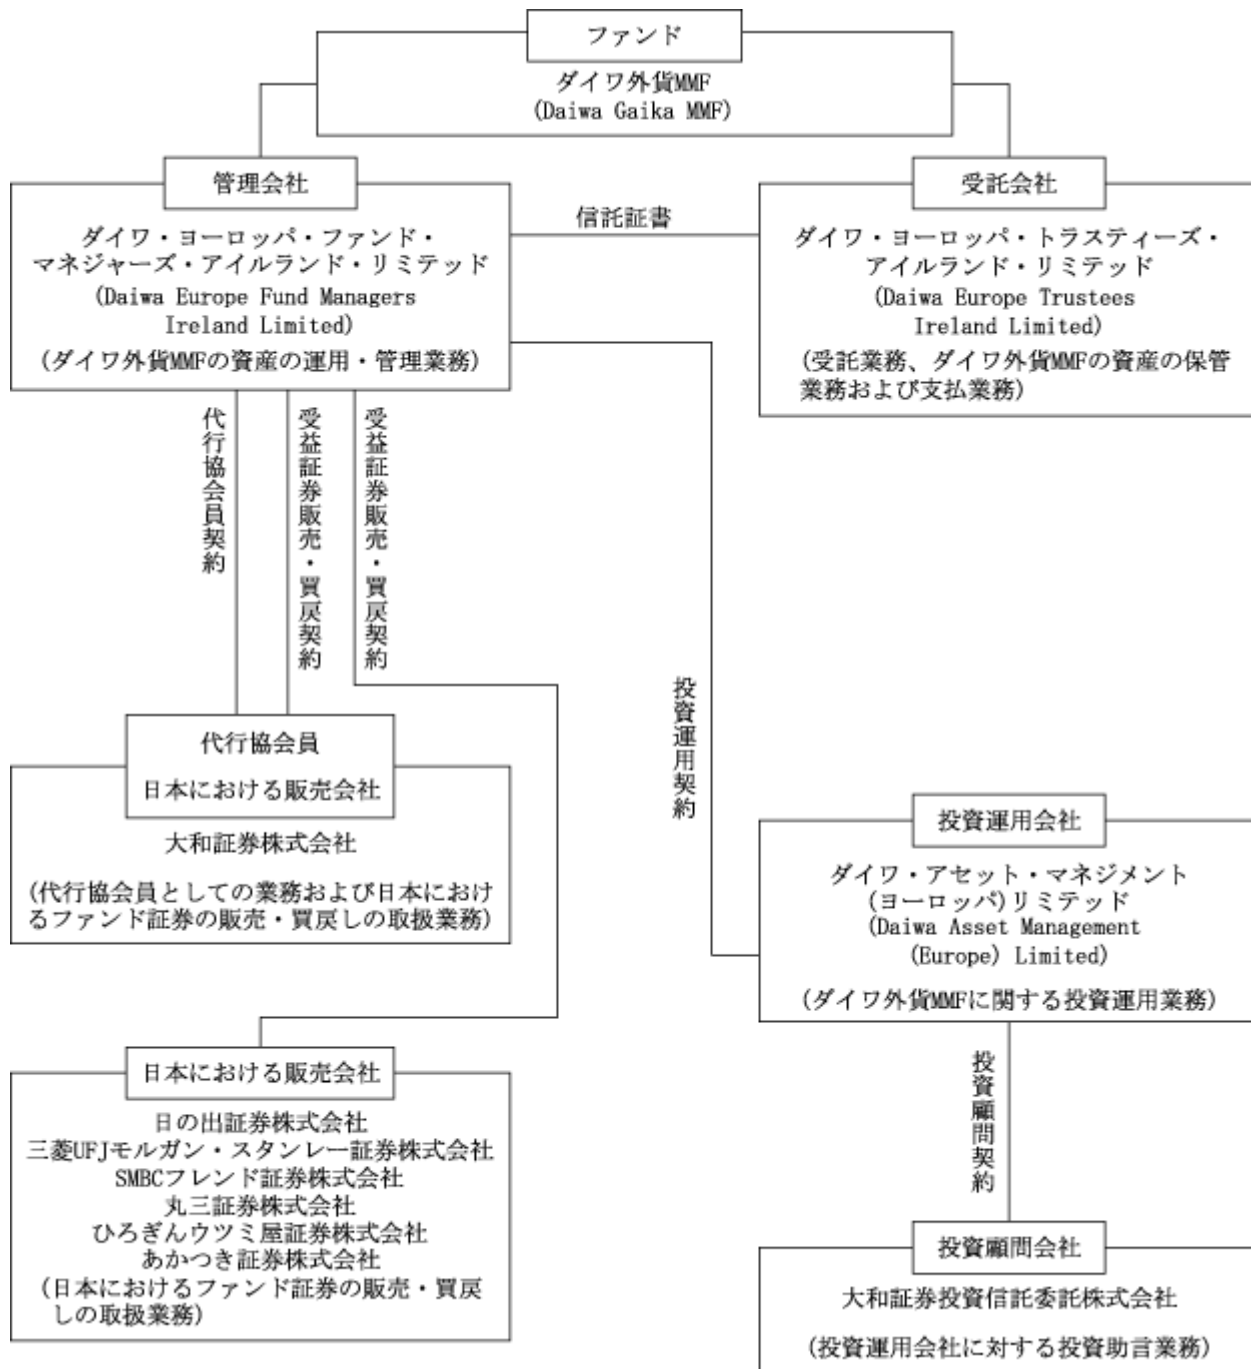 ファンド
ダイワ外貨MMF
(Daiwa Gaika MMF)
管理会社
ダイワ・ヨーロッパ・ファンド・
マネジャーズ・アイルランド・リミテッド
(Daiwa Europe Fund Managers
Ireland Limited)
(ダイワ外貨MMFの資産の運用・管理業務)
信託証書
受託会社
ダイワ・ヨーロッパ・トラスティーズ・
アイルランド・リミテッド
(Daiwa Europe Trustees
Ireland Limited)
(受託業務、ダイワ外貨MMFの資産の保管
業務および支払業務)
代行協会員契約
受益証券販売・買戻契約
受益証券販売・買戻契約
投資運用契約
代行協会員
日本における販売会社
大和証券株式会社
(代行協会員としての業務および日本におけ
るファンド証券の販売・買戻しの取扱業務)
投資運用会社
ダイワ・アセット・マネジメント
(ヨーロッパ)リミテッド
(Daiwa Asset Management
(Europe) Limited)
(ダイワ外貨MMFに関する投資運用業務)
日本における販売会社
日の出証券株式会社
三菱UFJモルガン・スタンレー証券株式会社
SMBCフレンド証券株式会社
丸三証券株式会社
ひろぎんウツミ屋証券株式会社
あかつき証券株式会社
(日本におけるファンド証券の販売・買戻
しの取扱業務)
投資顧問契約
投資顧問会社
大和証券投資信託委託株式会社
(投資運用会社に対する投資助言業務)